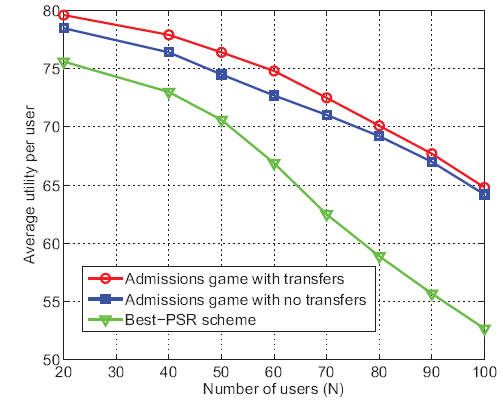 80
75
70
65
60
55
50
Average utility per user
Admissions game with transfers
Admissions game with no transfers
Best−PSR scheme
20 30 40 50 60 70 80 90 100
Number of users (N)